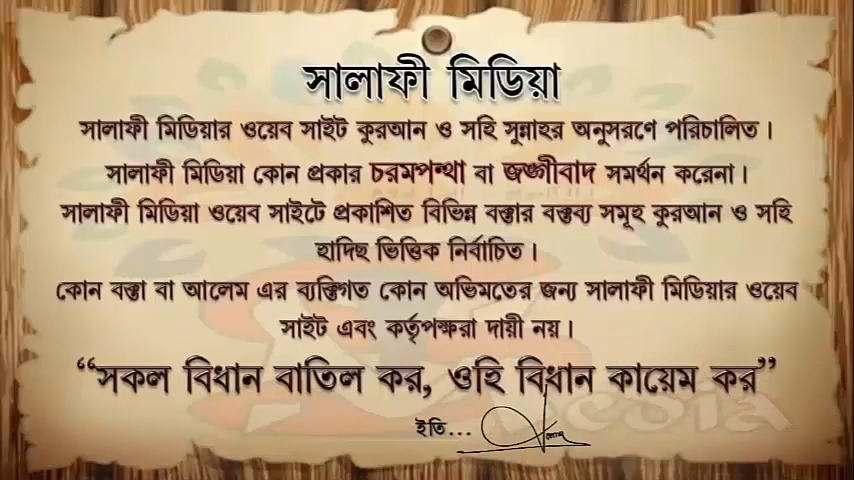 সালাফী মিডিয়া
সালাফী মিডিয়ার ওয়েব সাইট কুরআন ও সহি সুন্নাহর অনুসরণে পরিচালিত।
সালাফী মিডিয়া কোন প্রকার চরমপন্থা বা জঙ্গীবাদ সমর্থন করেনা।
সালাফী মিডিয়া ওয়েব সাইটে প্রকাশিত বিভিন্ন বক্তার বক্তব্য সমূহ কুরআন ও সহি
হাদিছ ভিত্তিক নির্বাচিত।
কোন বক্তা বা আলেম এর ব্যক্তিগত কোন অভিমতের জন্য সালাফী মিডিয়ার ওয়েব
সাইট এবং কর্তৃপক্ষরা দায়ী নয়।
“সকল বিধান বাতিল কর, ওহি বিধান কায়েম কর”
ইতি...